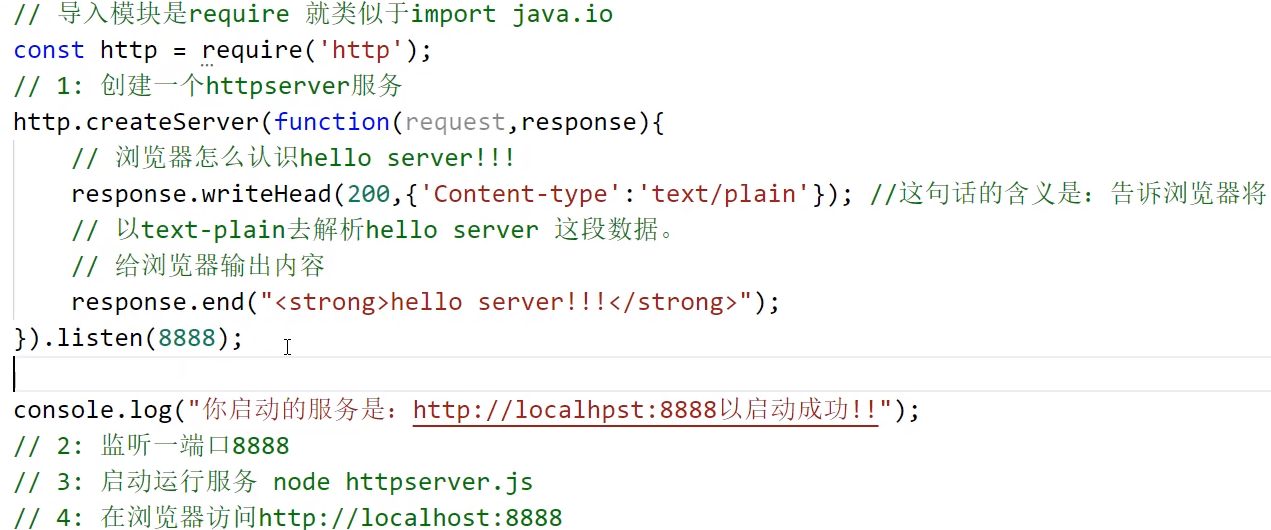 // 导入模块是require 就类似于import java.io
const http = require('http');
// 1: 创建一个httpserver服务
http.createServer(function(request,response){
    // 浏览器怎么认识hello server!!!
    response.writeHead(200,{'Content-type':'text/plain'}); //这句话的含义是：告诉浏览器将
    // 以text-plain去解析hello server 这段数据。
    // 给浏览器输出内容
    response.end("<strong>hello server!!!</strong>");
}).listen(8888);
console.log("你启动的服务是：http://localhpst:8888以启动成功!!");
// 2: 监听一端口8888
// 3: 启动运行服务 node httpserver.js
// 4: 在浏览器访问http://localhost:8888